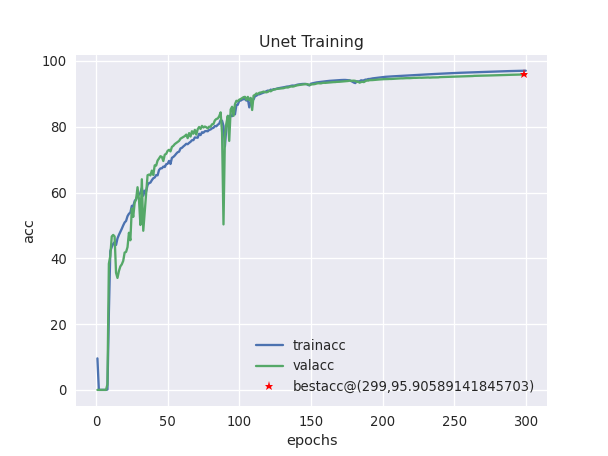 Unet Training
100
80
60
40
20
0
acc
trainacc
valacc
bestacc@(299,95.90589141845703)
0 50 100 150 200 250 300
epochs